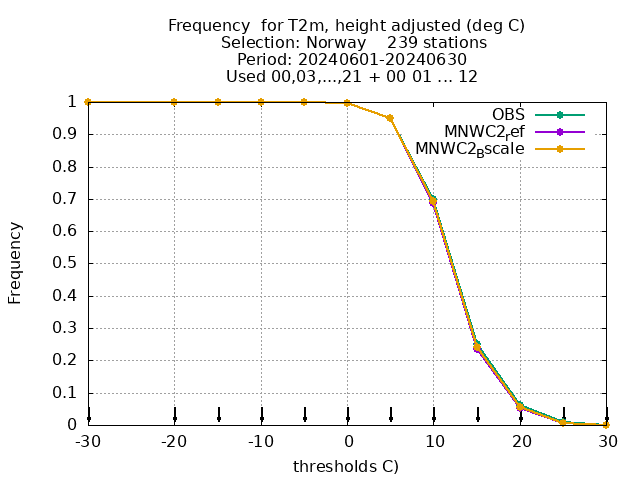 Frequency  for T2m, height adjusted (deg C)
Selection: Norway    239 stations
Period: 20240601-20240630
Used 00,03,...,21 + 00 01 ... 12
OBS
MNWC2_ref
MNWC2_Bscale
Frequency
1
0.9
0.8
0.7
0.6
0.5
0.4
0.3
0.2
0.1
0
-30 -20 -10 0 10 20 30
thresholds C)